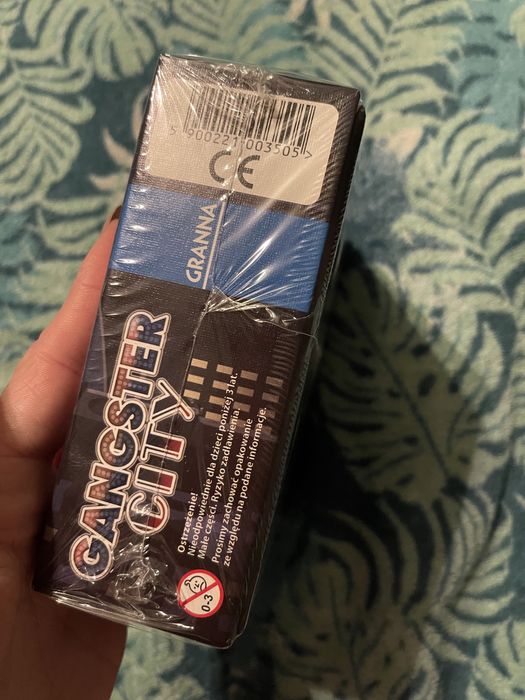 5 900221 003505 >
CE
GRANNA
GANGSTER
CITY
Ostrzeżenie!
Nieodpowiednie dla dzieci poniżej 3 lat.
Małe części. Ryzyko zadławienia.
Prosimy zachować opakowanie
ze względu na podane informacje.
0-3